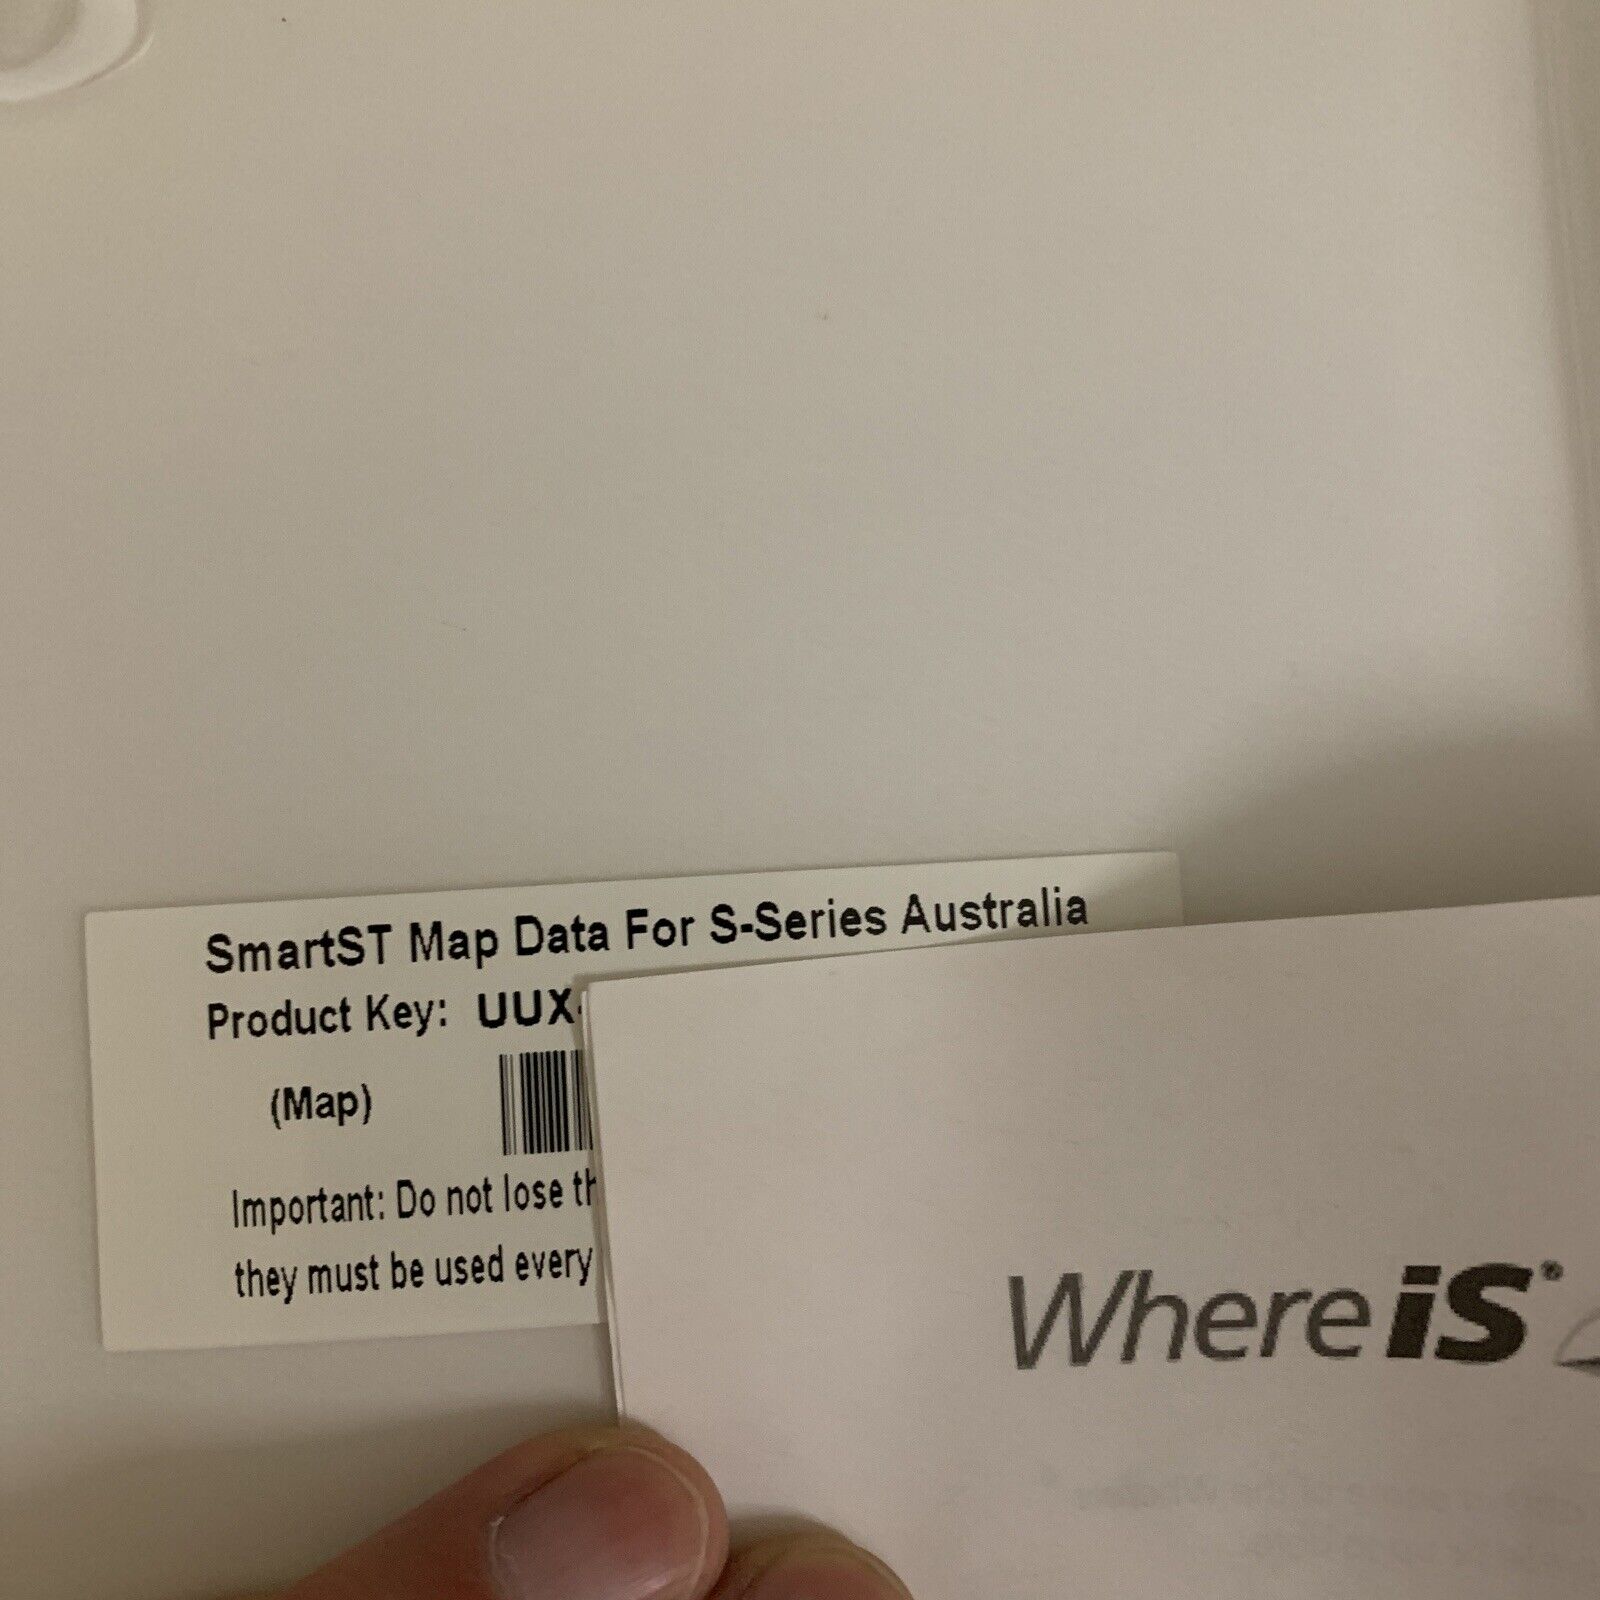 SmartST Map Data For S-Series Australia
Product Key: UUX-
(Map)
Important: Do not lose th
they must be used every
Whereis®